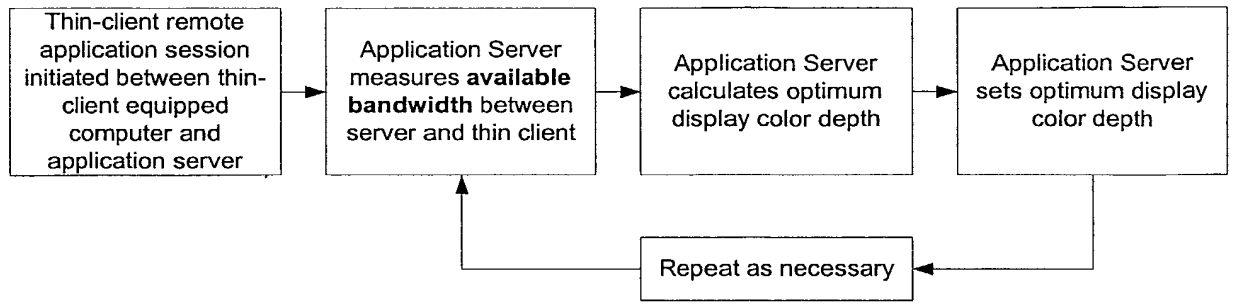 Thin-client remote
application session
initiated between thin-
client equipped
computer and
application server
Application Server
measures available
bandwidth between
server and thin client
Application Server
calculates optimum
display color depth
Application Server
sets optimum display
color depth
Repeat as necessary